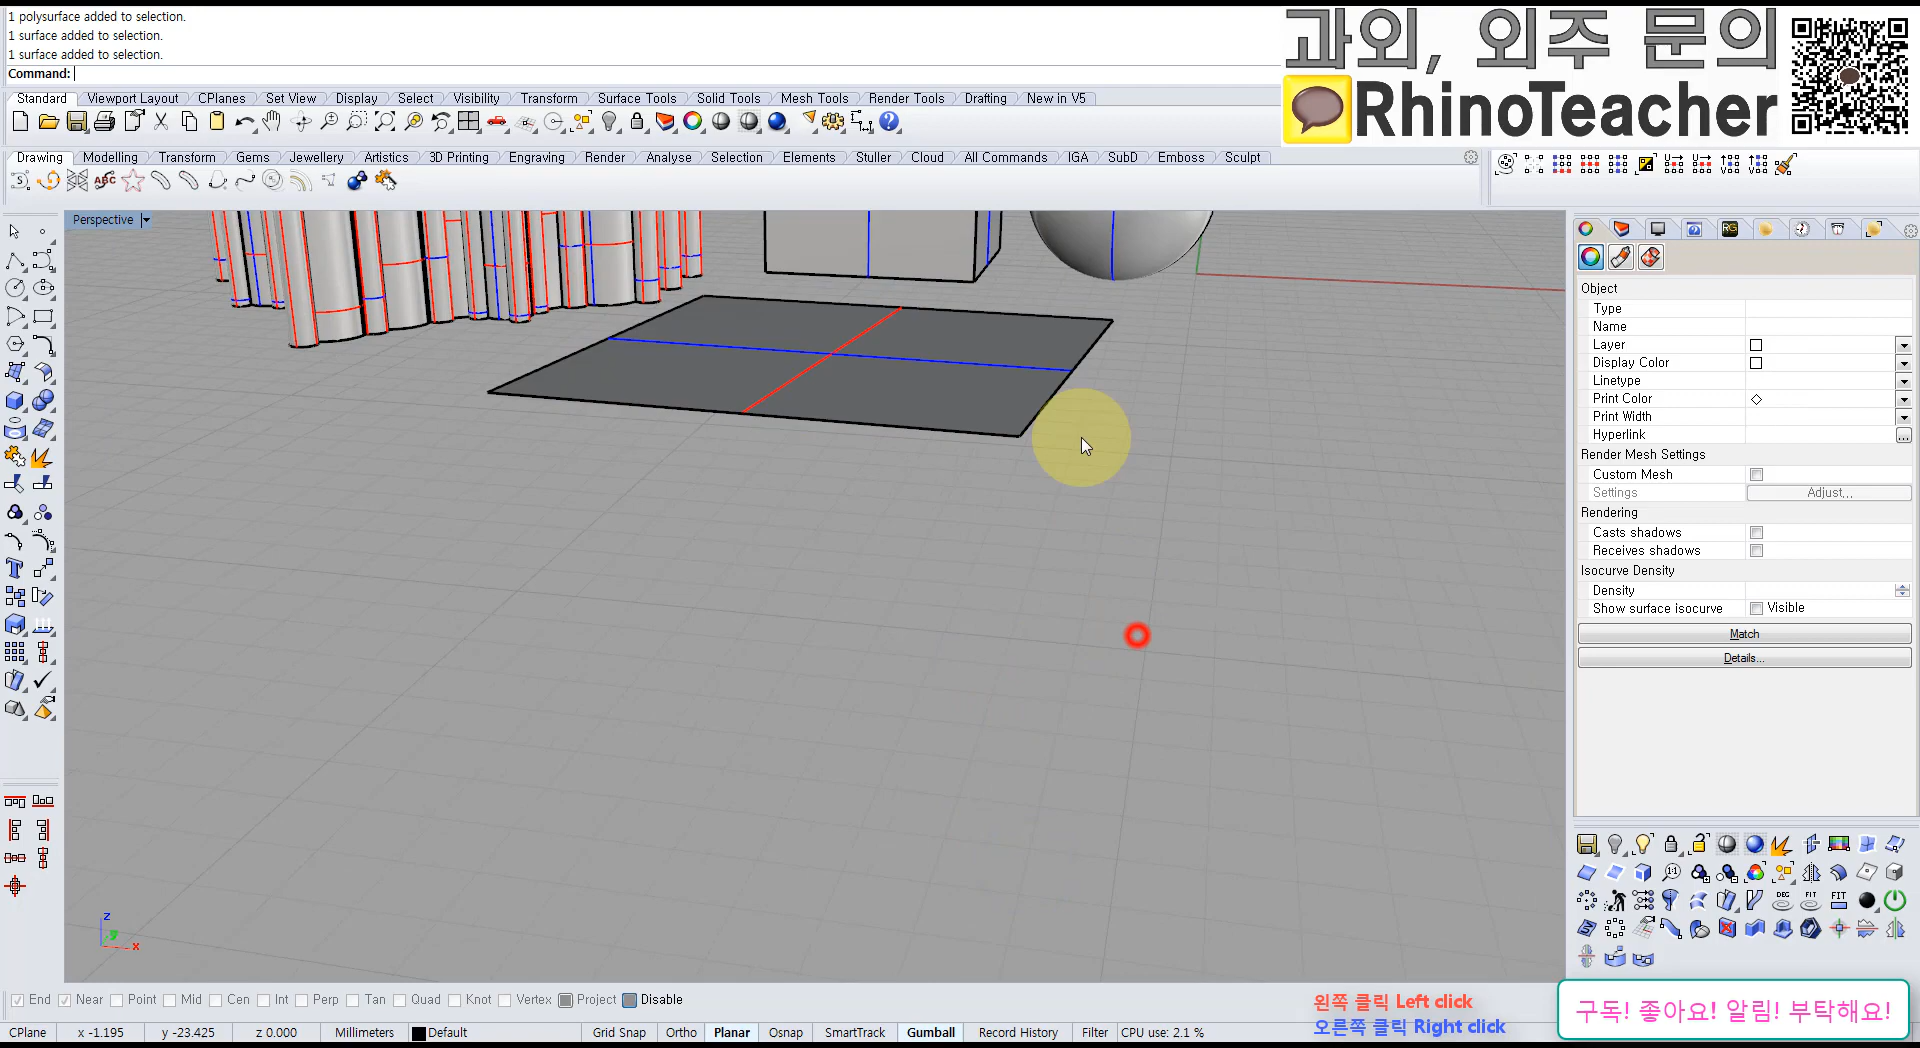 1 polysurface added to selection.
1 surface added to selection.
1 surface added to selection.
Command:
과외, 외주 문의
RhinoTeacher
Standard Viewport Layout CPlanes Set View Display Select Visibility Transform Surface Tools Solid Tools Mesh Tools Render Tools Drafting New in V5
Drawing Modelling Transform Gems Jewellery Artistics 3D Printing Engraving Render Analyse Selection Elements Stuller Cloud All Commands IGA SubD Emboss Sculpt
ABC
Perspective
RG
Object
Type
Name
Layer
Display Color
Linetype
Print Color
Print Width
Hyperlink
...
Render Mesh Settings
Custom Mesh
Settings Adjust...
Rendering
Casts shadows
Receives shadows
Isocurve Density
Density
Show surface isocurve Visible
Match
Details...
1:1
DEG FIT FIT
z
y
x
End Near Point Mid Cen Int Perp Tan Quad Knot Vertex Project Disable
왼쪽 클릭 Left click
오른쪽 클릭 Right click
구독! 좋아요! 알림! 부탁해요!
CPlane x -1.195 y -23.425 z 0.000 Millimeters Default Grid Snap Ortho Planar Osnap SmartTrack Gumball Record History Filter CPU use: 2.1 %